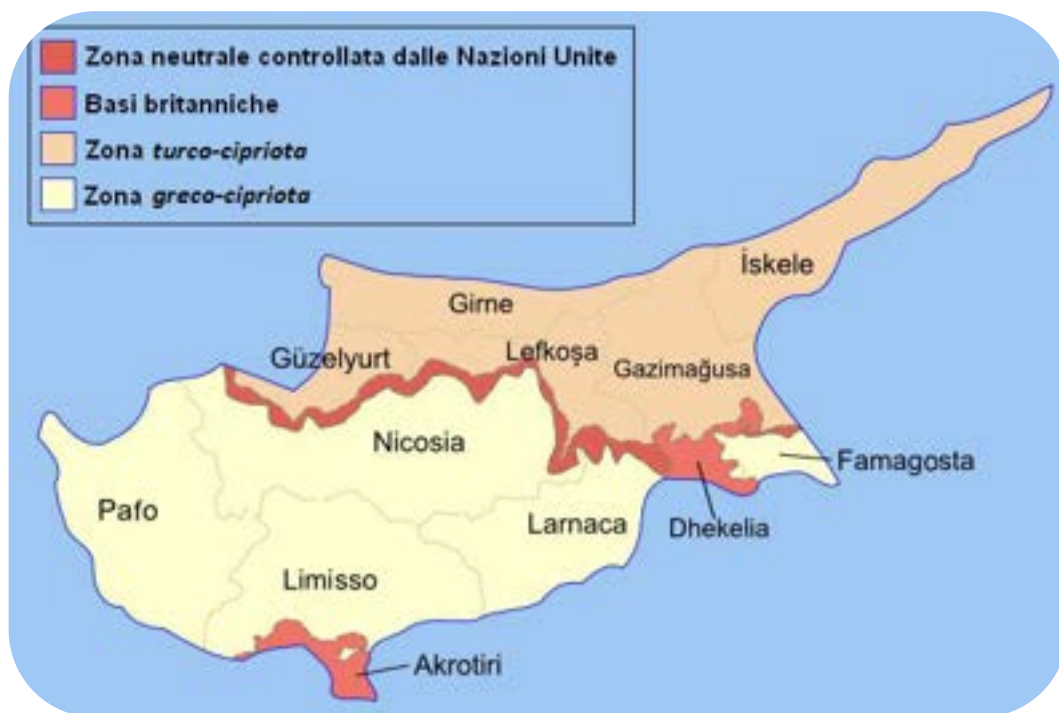 Zona neutrale controllata dalle Nazioni Unite
Basi britanniche
Zona turco-cipriota
Zona greco-cipriota
İskele
Girne
Güzelyurt
Lefkoşa
Gazimağusa
Nicosia
Famagosta
Pafo
Larnaca
Dhekelia
Limisso
Akrotiri